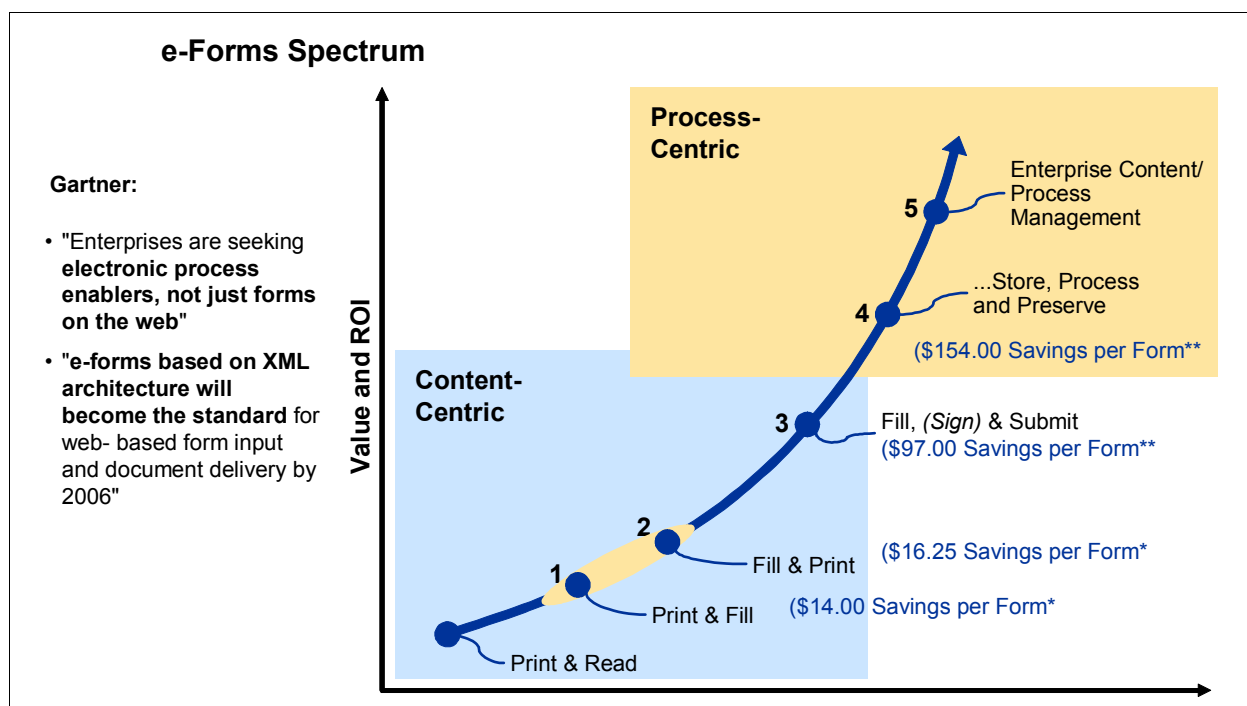 e-Forms Spectrum
Gartner:
• "Enterprises are seeking
electronic process
enablers, not just forms
on the web"
• "e-forms based on XML
architecture will
become the standard for
web- based form input
and document delivery by
2006"
Value and ROI
Process-
Centric
Content-
Centric
5
Enterprise Content/
Process
Management
4
...Store, Process
and Preserve
($154.00 Savings per Form**
3
Fill, (Sign) & Submit
($97.00 Savings per Form**
2
Fill & Print
($16.25 Savings per Form*
1
Print & Fill
($14.00 Savings per Form*
Print & Read